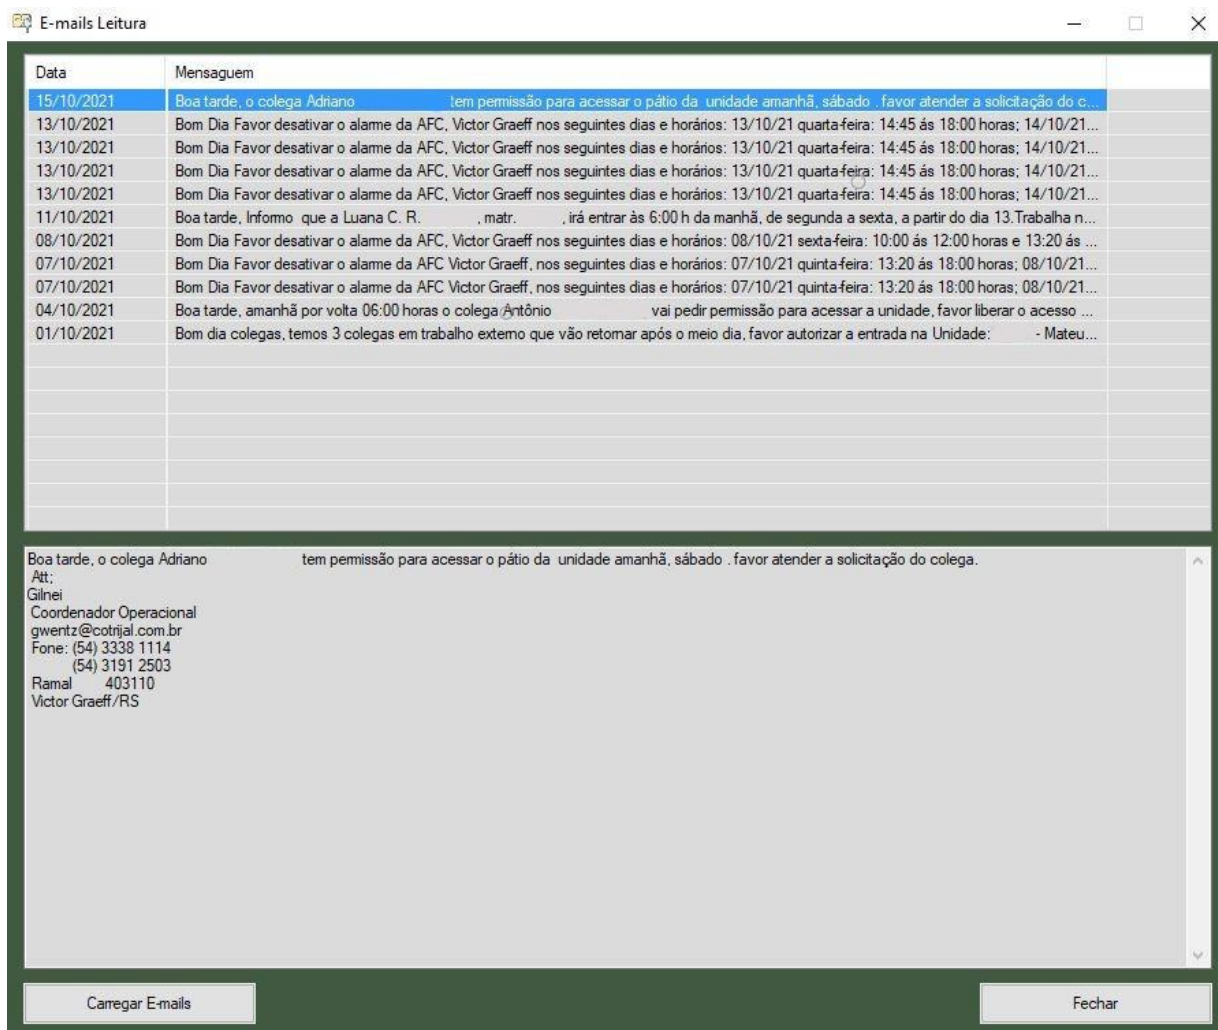 E-mails Leitura
Data Mensaguem
15/10/2021 Boa tarde, o colega Adriano tem permissão para acessar o pátio da unidade amanhã, sábado . favor atender a solicitação do c...
13/10/2021 Bom Dia Favor desativar o alarme da AFC, Victor Graeff nos seguintes dias e horários: 13/10/21 quarta-feira: 14:45 ás 18:00 horas; 14/10/21...
13/10/2021 Bom Dia Favor desativar o alarme da AFC, Victor Graeff nos seguintes dias e horários: 13/10/21 quarta-feira: 14:45 ás 18:00 horas; 14/10/21...
13/10/2021 Bom Dia Favor desativar o alarme da AFC, Victor Graeff nos seguintes dias e horários: 13/10/21 quarta-feira: 14:45 ás 18:00 horas; 14/10/21...
13/10/2021 Bom Dia Favor desativar o alarme da AFC, Victor Graeff nos seguintes dias e horários: 13/10/21 quarta-feira: 14:45 ás 18:00 horas; 14/10/21...
11/10/2021 Boa tarde, Informo que a Luana C. R. , matr. , irá entrar às 6:00 h da manhã, de segunda a sexta, a partir do dia 13.Trabalha n...
08/10/2021 Bom Dia Favor desativar o alarme da AFC, Victor Graeff nos seguintes dias e horários: 08/10/21 sexta-feira: 10:00 ás 12:00 horas e 13:20 ás ...
07/10/2021 Bom Dia Favor desativar o alarme da AFC Victor Graeff, nos seguintes dias e horários: 07/10/21 quinta-feira: 13:20 ás 18:00 horas; 08/10/21...
07/10/2021 Bom Dia Favor desativar o alarme da AFC Victor Graeff, nos seguintes dias e horários: 07/10/21 quinta-feira: 13:20 ás 18:00 horas; 08/10/21...
04/10/2021 Boa tarde, amanhã por volta 06:00 horas o colega Antônio vai pedir permissão para acessar a unidade, favor liberar o acesso ...
01/10/2021 Bom dia colegas, temos 3 colegas em trabalho externo que vão retornar após o meio dia, favor autorizar a entrada na Unidade: - Mateu...
Boa tarde, o colega Adriano tem permissão para acessar o pátio da unidade amanhã, sábado . favor atender a solicitação do colega.
Att;
Gilnei
Coordenador Operacional
gwentz@cotrijal.com.br
Fone: (54) 3338 1114
(54) 3191 2503
Ramal 403110
Victor Graeff/RS
Carregar E-mails Fechar